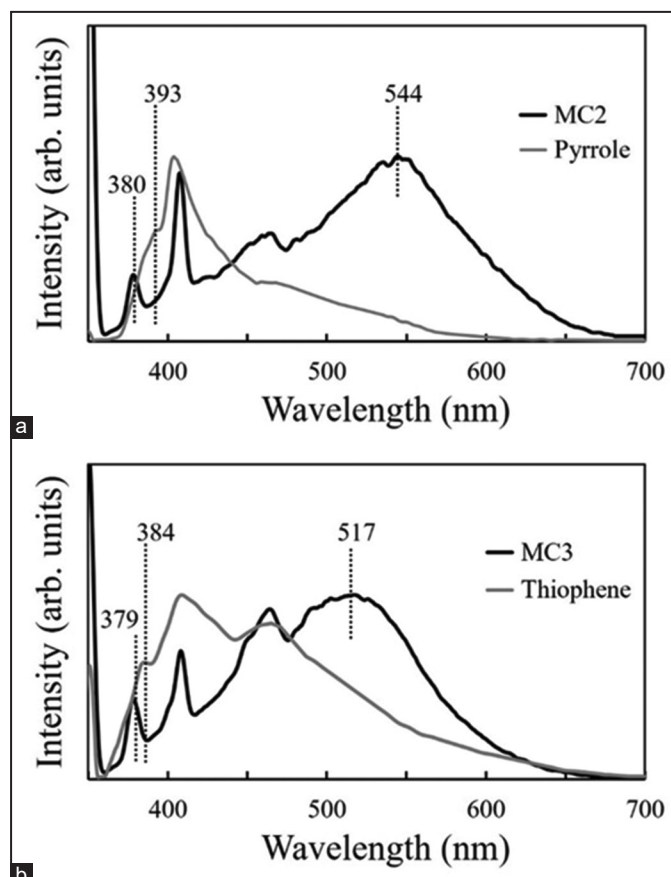 Intensity (arb. units)
393
544
380
MC2
Pyrrole
400
500
600
700
Wavelength (nm)
a
Intensity (arb. units)
384
517
379
MC3
Thiophene
400
500
600
700
Wavelength (nm)
b